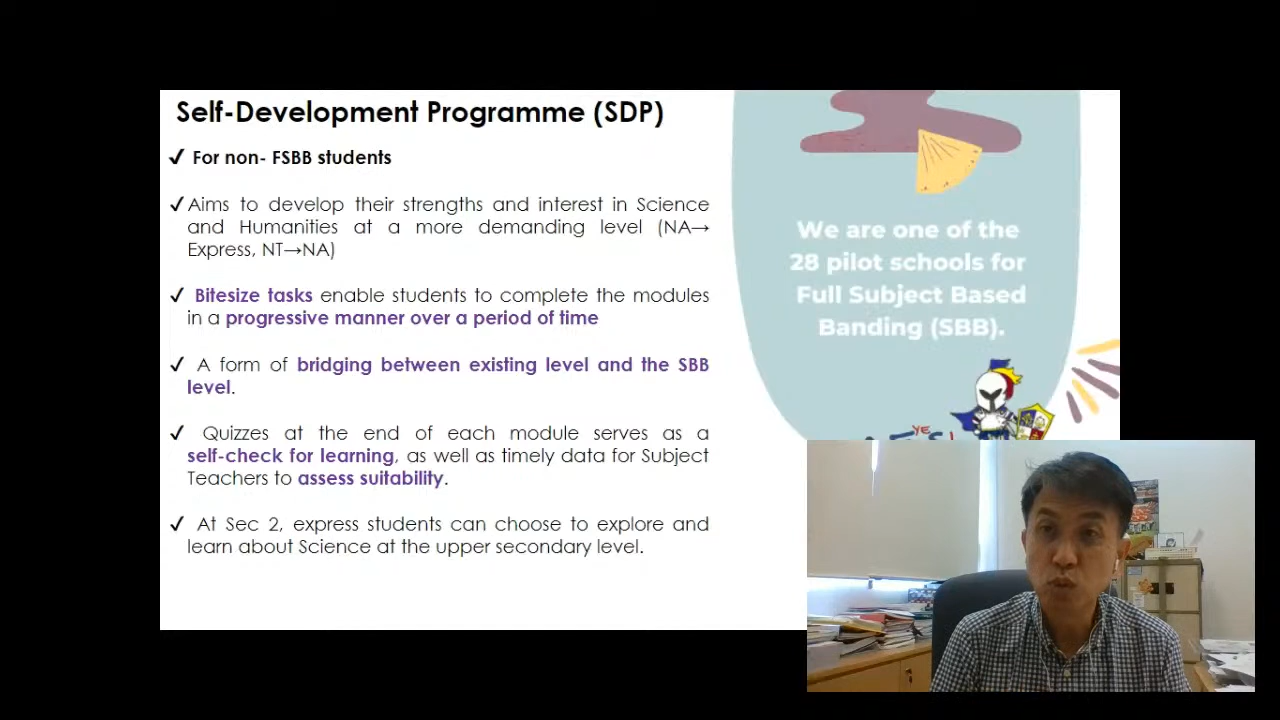 Self-Development Programme (SDP)
✓ For non- FSBB students
✓ Aims to develop their strengths and interest in Science
and Humanities at a more demanding level (NA→
Express, NT→NA)
✓ Bitesize tasks enable students to complete the modules
in a progressive manner over a period of time
✓ A form of bridging between existing level and the SBB
level.
✓ Quizzes at the end of each module serves as a
self-check for learning, as well as timely data for Subject
Teachers to assess suitability.
✓ At Sec 2, express students can choose to explore and
learn about Science at the upper secondary level.
We are one of the
28 pilot schools for
Full Subject Based
Banding (SBB).
YE